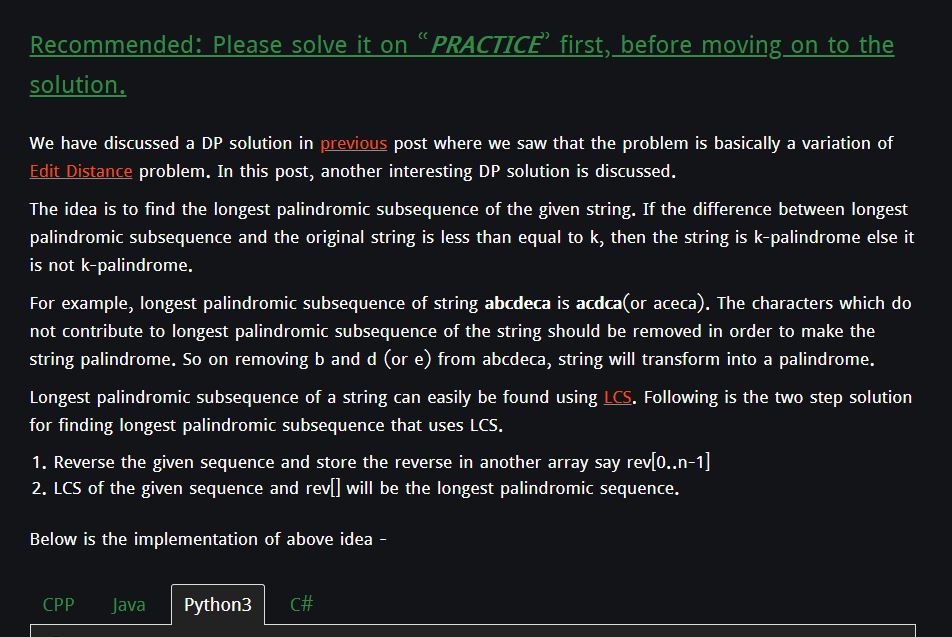 Recommended: Please solve it on “PRACTICE” first, before moving on to the
solution.
We have discussed a DP solution in previous post where we saw that the problem is basically a variation of
Edit Distance problem. In this post, another interesting DP solution is discussed.
The idea is to find the longest palindromic subsequence of the given string. If the difference between longest
palindromic subsequence and the original string is less than equal to k, then the string is k-palindrome else it
is not k-palindrome.
For example, longest palindromic subsequence of string abcdeca is acdca(or aceca). The characters which do
not contribute to longest palindromic subsequence of the string should be removed in order to make the
string palindrome. So on removing b and d (or e) from abcdeca, string will transform into a palindrome.
Longest palindromic subsequence of a string can easily be found using LCS. Following is the two step solution
for finding longest palindromic subsequence that uses LCS.
1. Reverse the given sequence and store the reverse in another array say rev[0..n-1]
2. LCS of the given sequence and rev[] will be the longest palindromic sequence.
Below is the implementation of above idea -
CPP Java Python3 C#